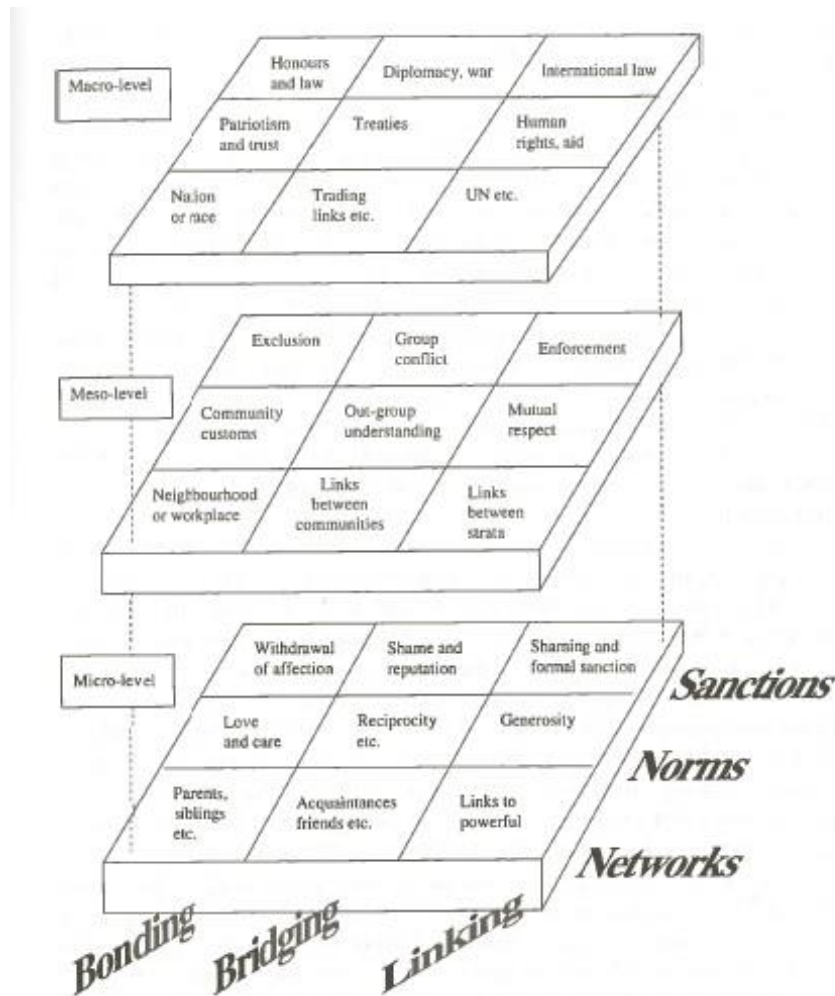 Macro-level
Honours
and law
Diplomacy, war
International law
Patriotism
and trust
Treaties
Human
rights, aid
Nation
or race
Trading
links etc.
UN etc.
Meso-level
Exclusion
Group
conflict
Enforcement
Community
customs
Out-group
understanding
Mutual
respect
Neighbourhood
or workplace
Links
between
communities
Links
between
strata
Micro-level
Withdrawal
of affection
Shame and
reputation
Shaming and
formal sanction
Love
and care
Reciprocity
etc.
Generosity
Parents,
siblings
etc.
Acquaintances
friends etc.
Links to
powerful
Sanctions
Norms
Networks
Bonding
Bridging
Linking